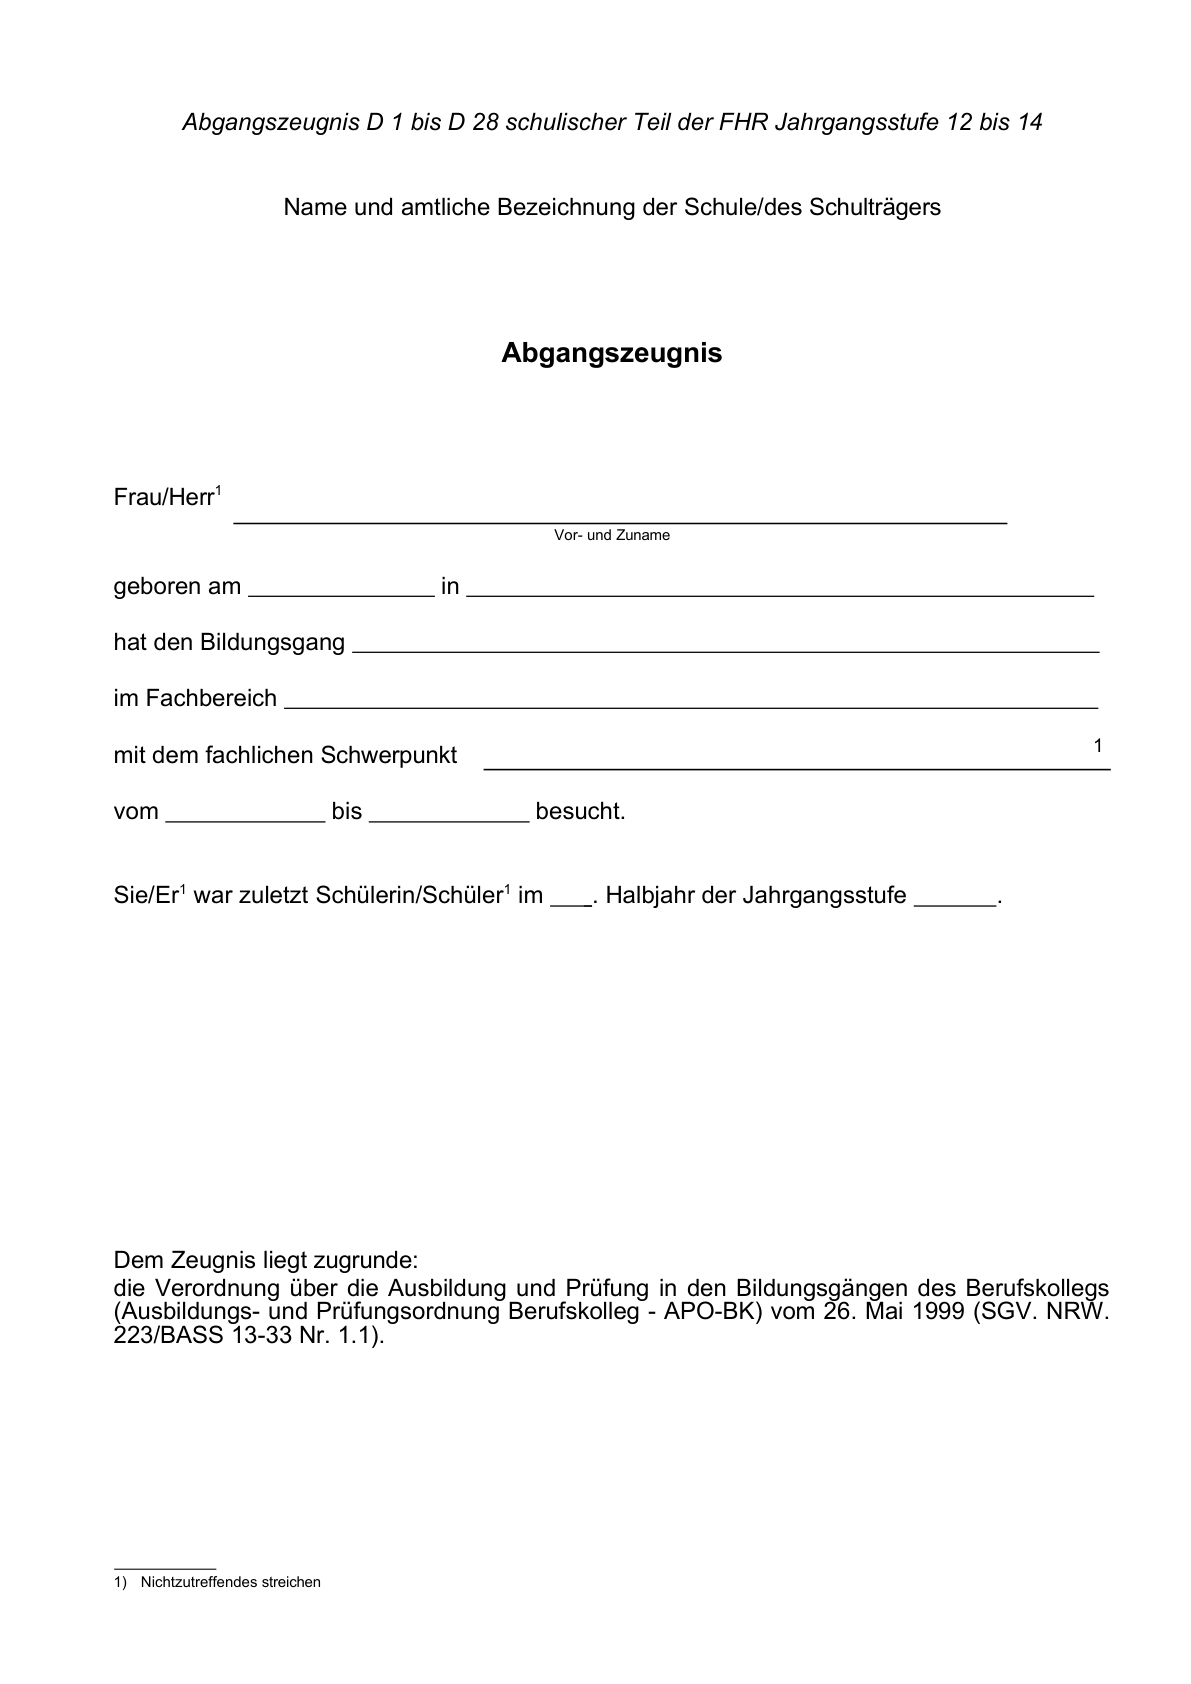 Abgangszeugnis D 1 bis D 28 schulischer Teil der FHR Jahrgangsstufe 12 bis 14
Name und amtliche Bezeichnung der Schule/des Schulträgers
Abgangszeugnis
Frau/Herr¹
Vor- und Zuname
geboren am ______________ in _______________________________________________
hat den Bildungsgang ________________________________________________________
im Fachbereich _____________________________________________________________
mit dem fachlichen Schwerpunkt 1
vom ____________ bis ____________ besucht.
Sie/Er¹ war zuletzt Schülerin/Schüler¹ im ___. Halbjahr der Jahrgangsstufe ______.
Dem Zeugnis liegt zugrunde:
die Verordnung über die Ausbildung und Prüfung in den Bildungsgängen des Berufskollegs
(Ausbildungs- und Prüfungsordnung Berufskolleg - APO-BK) vom 26. Mai 1999 (SGV. NRW.
223/BASS 13-33 Nr. 1.1).
1) Nichtzutreffendes streichen